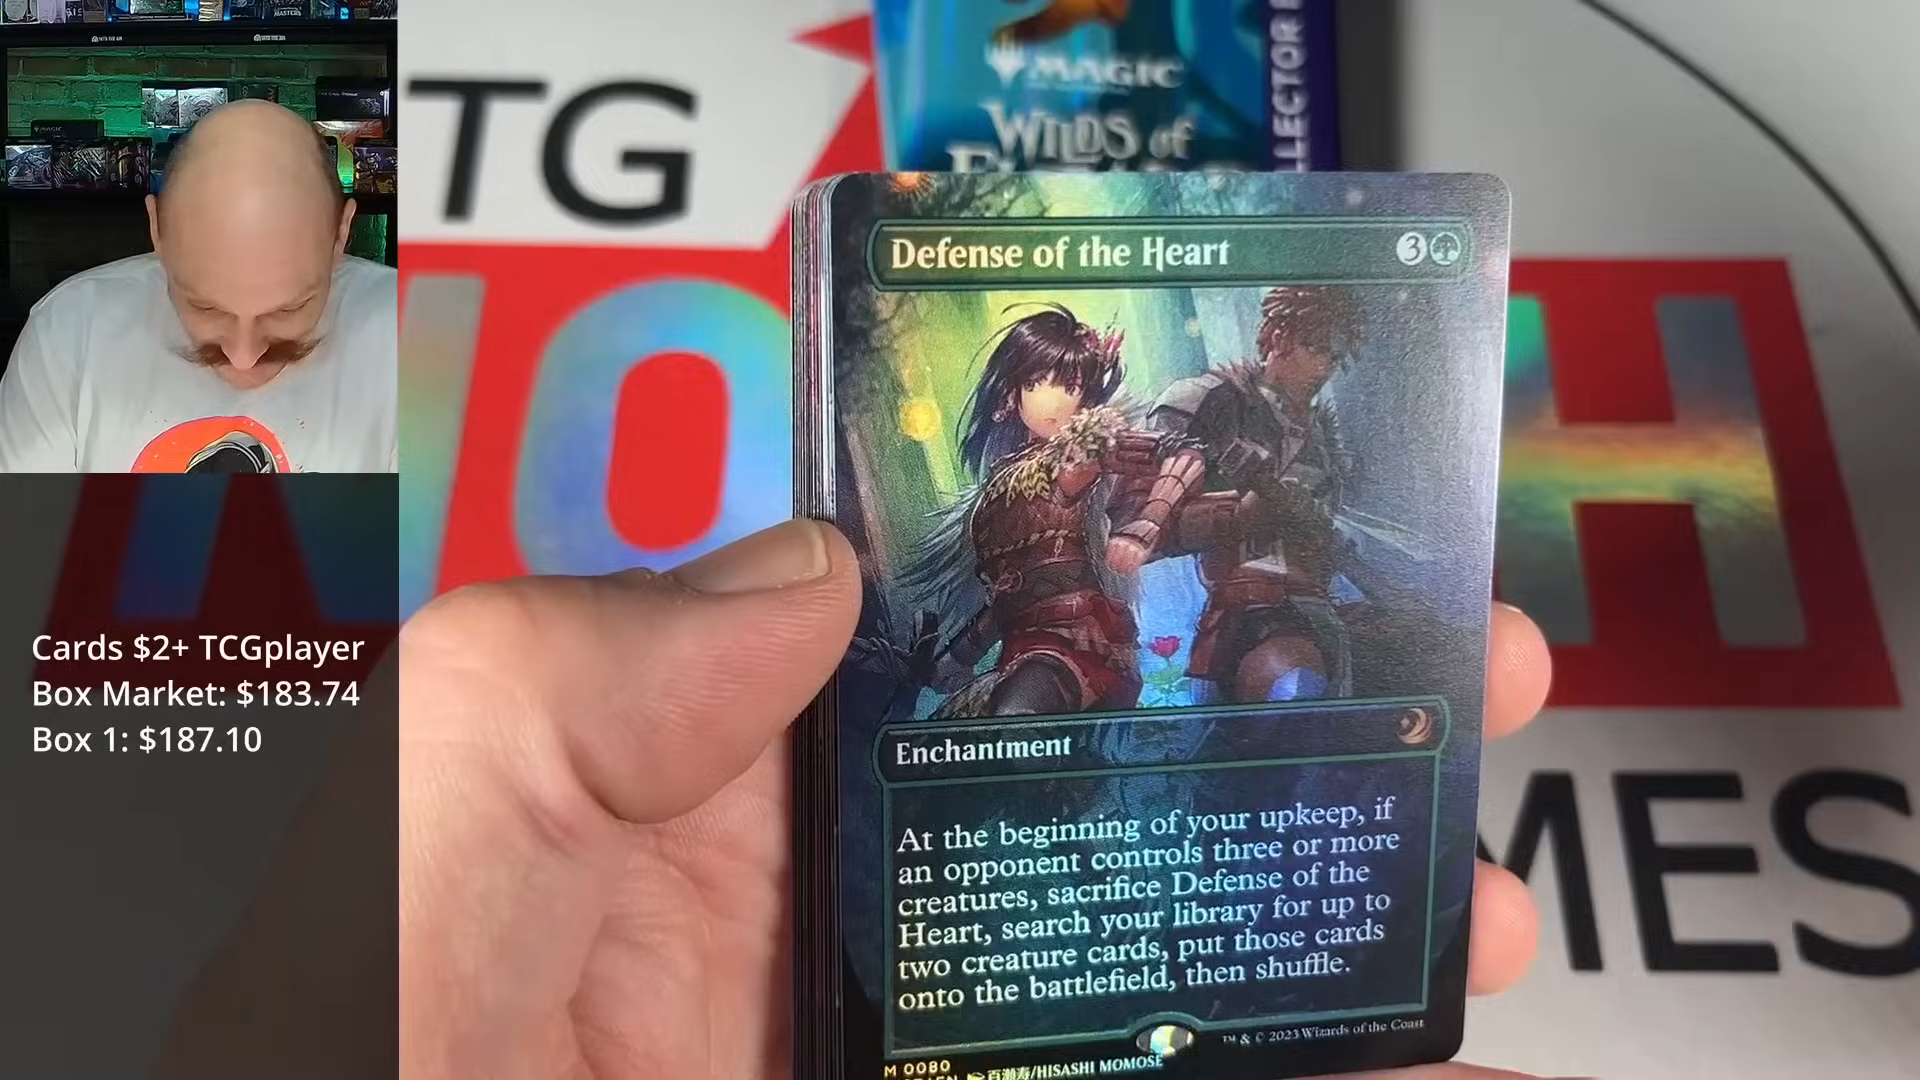 TG
MAGIC
WILDS of
Defense of the Heart
3
Enchantment
At the beginning of your upkeep, if
an opponent controls three or more
creatures, sacrifice Defense of the
Heart, search your library for up to
two creature cards, put those cards
onto the battlefield, then shuffle.
™ & © 2023 Wizards of the Coast
M 0080
百瀬寿/HISASHI MOMOSE
Cards $2+ TCGplayer
Box Market: $183.74
Box 1: $187.10